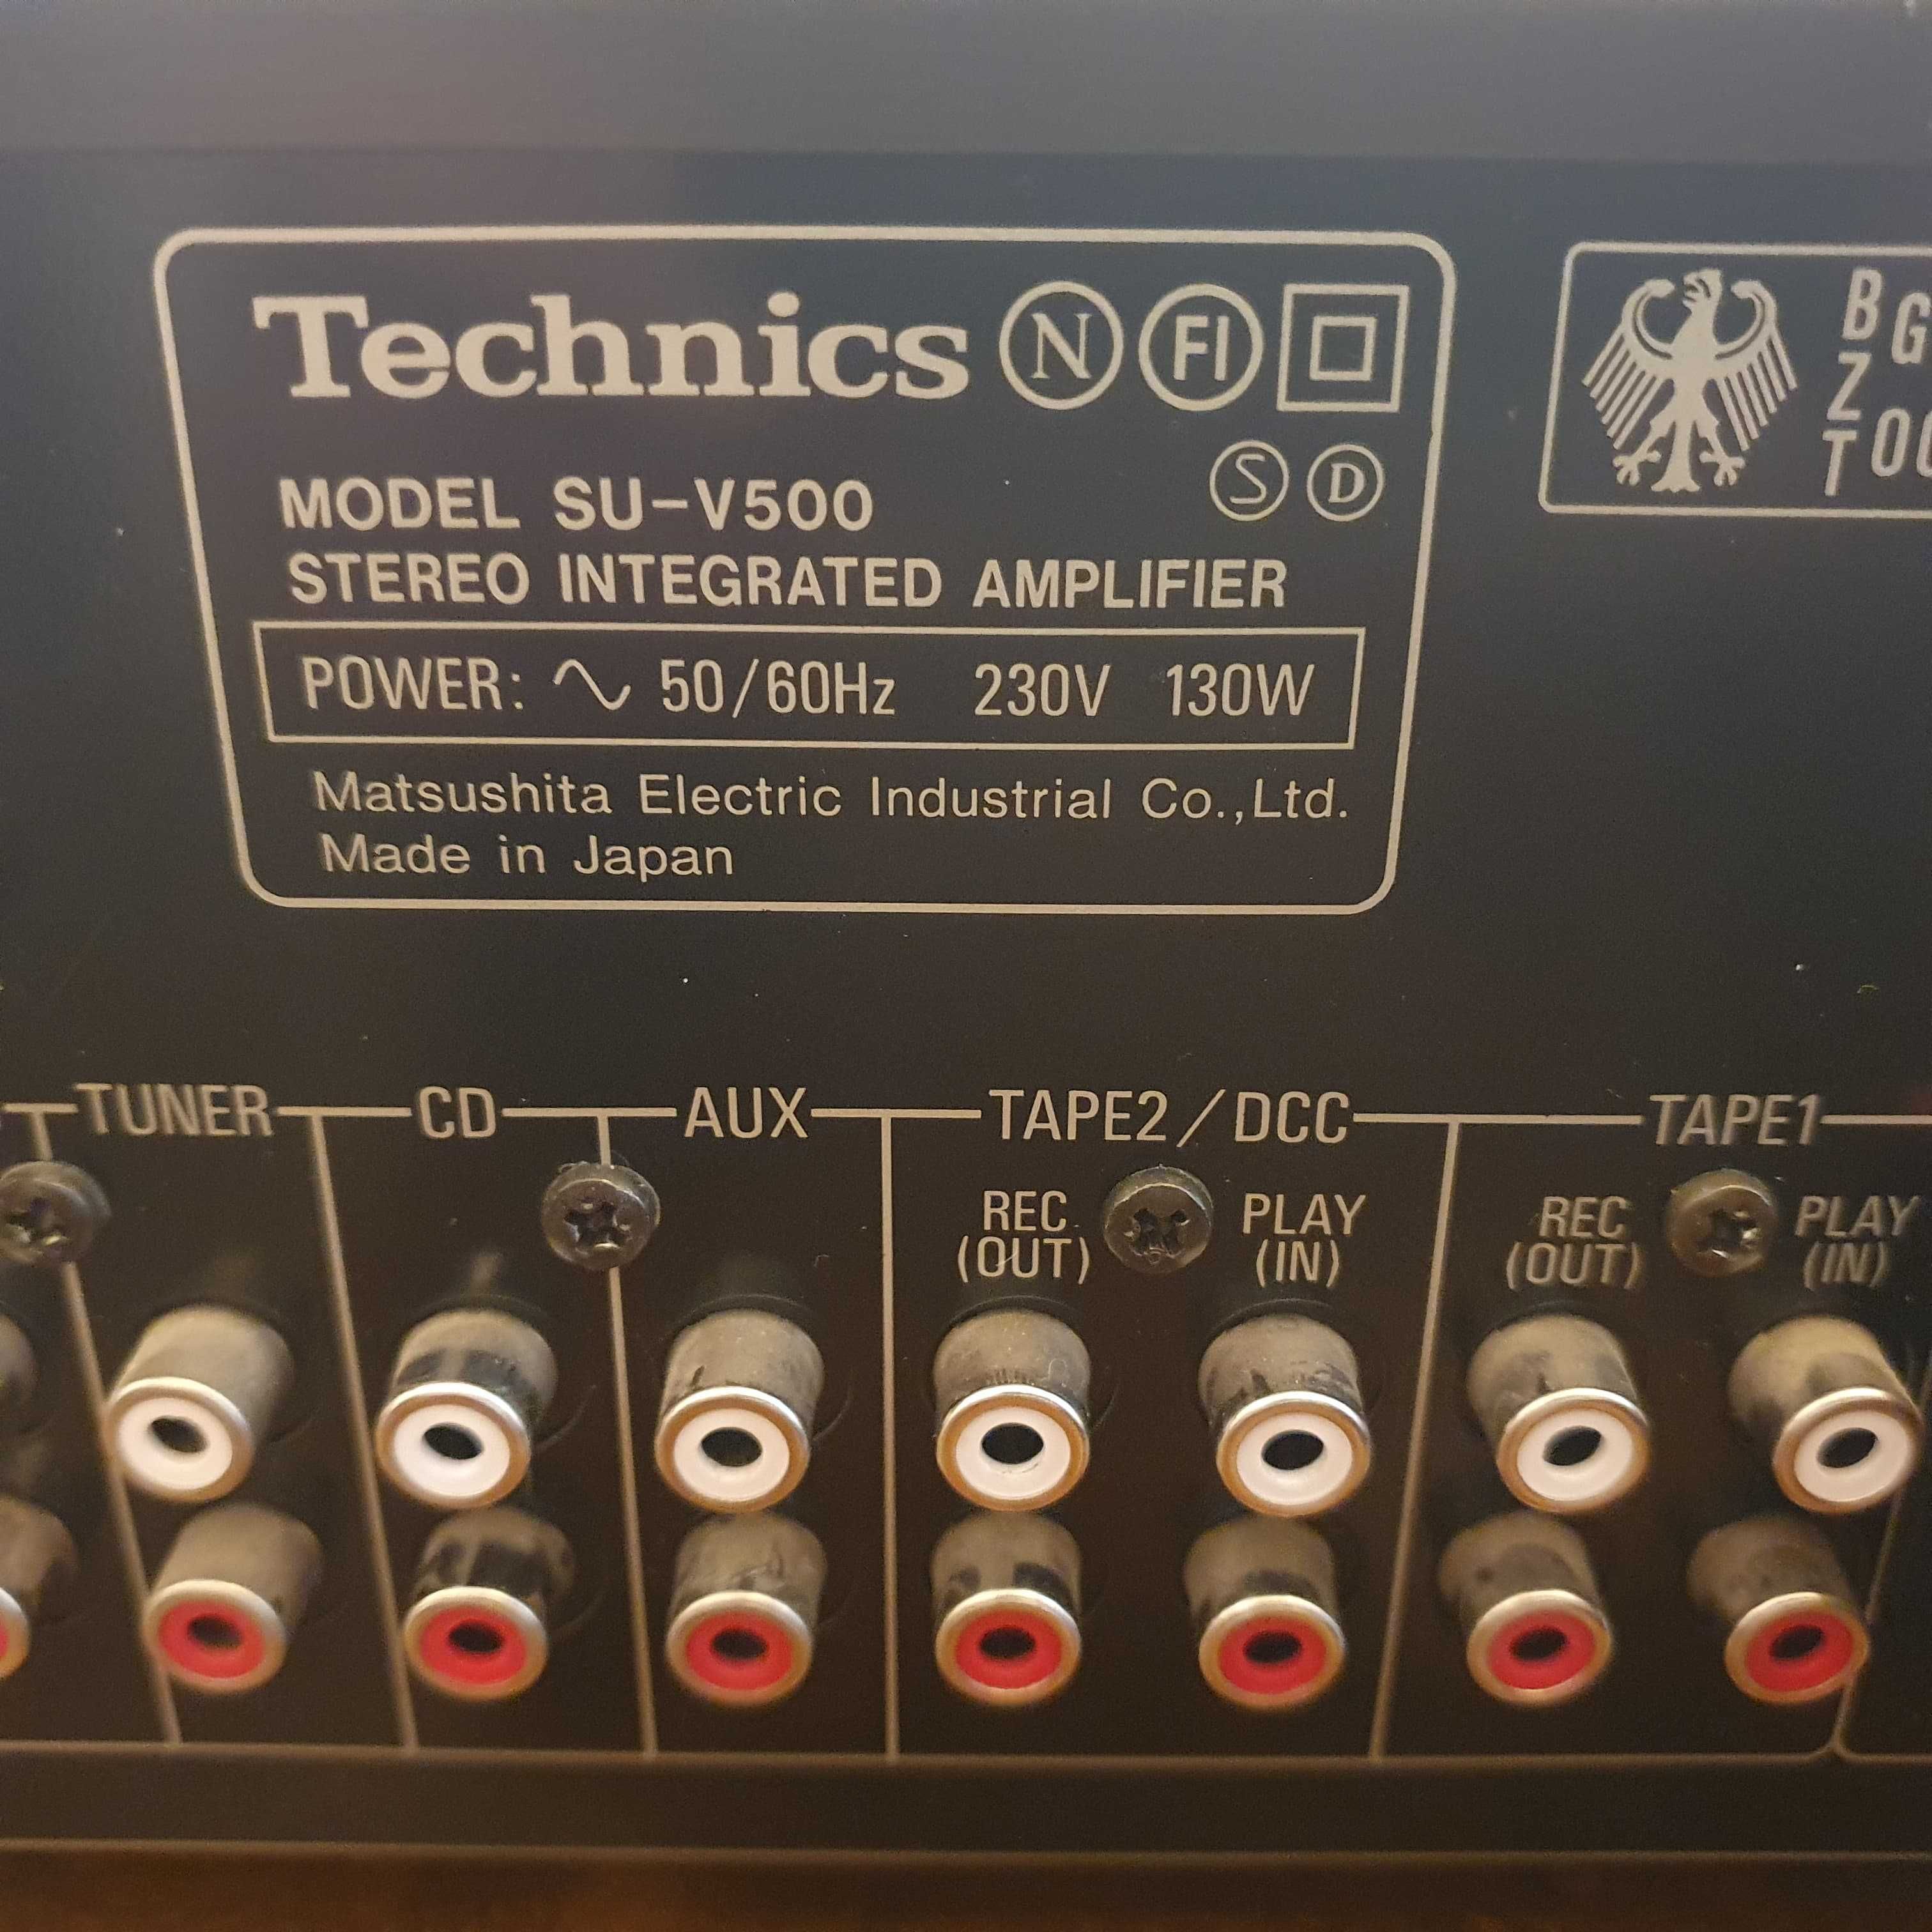 Technics N FI
S D
MODEL SU-V500
STEREO INTEGRATED AMPLIFIER
POWER: ∿ 50/60Hz 230V 130W
Matsushita Electric Industrial Co.,Ltd.
Made in Japan
BZT
G
TUNER CD AUX TAPE2/DCC TAPE1
REC PLAY REC PLAY
(OUT) (IN) (OUT) (IN)